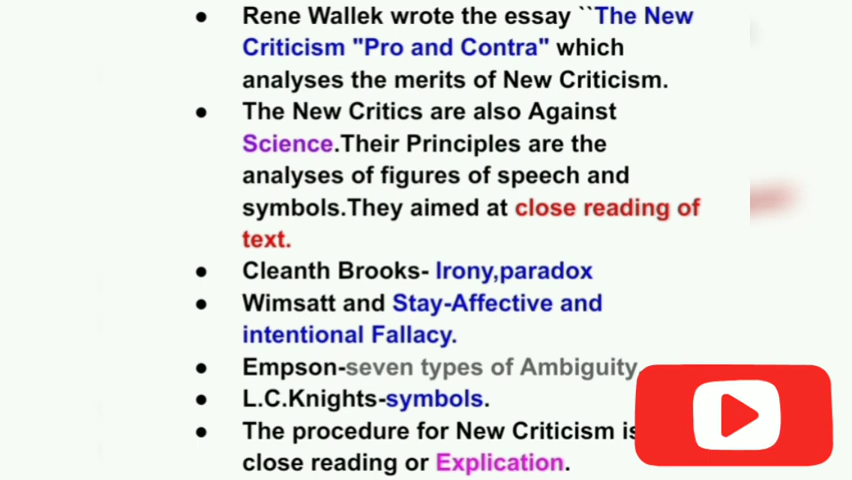 ● Rene Wallek wrote the essay ``The New
Criticism "Pro and Contra" which
analyses the merits of New Criticism.
● The New Critics are also Against
Science.Their Principles are the
analyses of figures of speech and
symbols.They aimed at close reading of
text.
● Cleanth Brooks- Irony,paradox
● Wimsatt and Stay-Affective and
intentional Fallacy.
● Empson-seven types of Ambiguity.
● L.C.Knights-symbols.
● The procedure for New Criticism is
close reading or Explication.